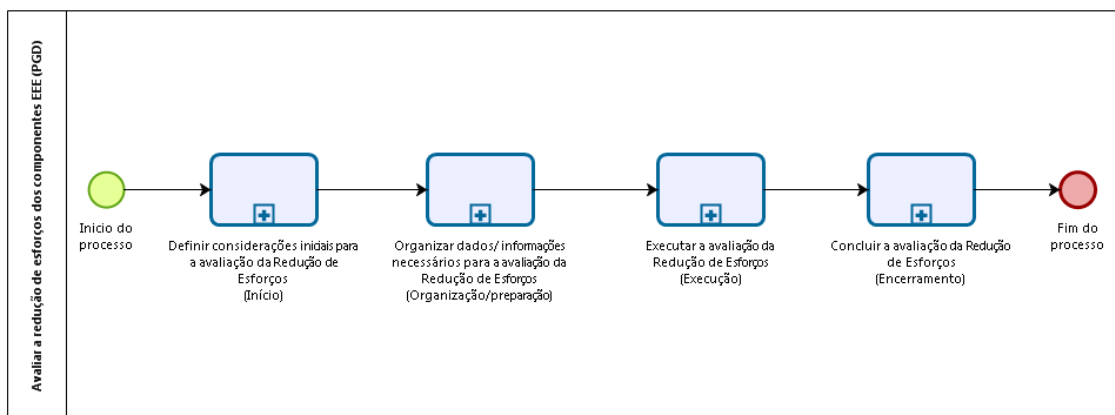 Avaliar a redução de esforços dos componentes EEE (PGD)
Inicio do
processo
Definir considerações iniciais para
a avaliação da Redução de
Esforços
(Início)
Organizar dados/ informações
necessários para a avaliação da
Redução de Esforços
(Organização/preparação)
Executar a avaliação da
Redução de Esforços
(Execução)
Concluir a avaliação da Redução
de Esforços
(Encerramento)
Fim do
processo